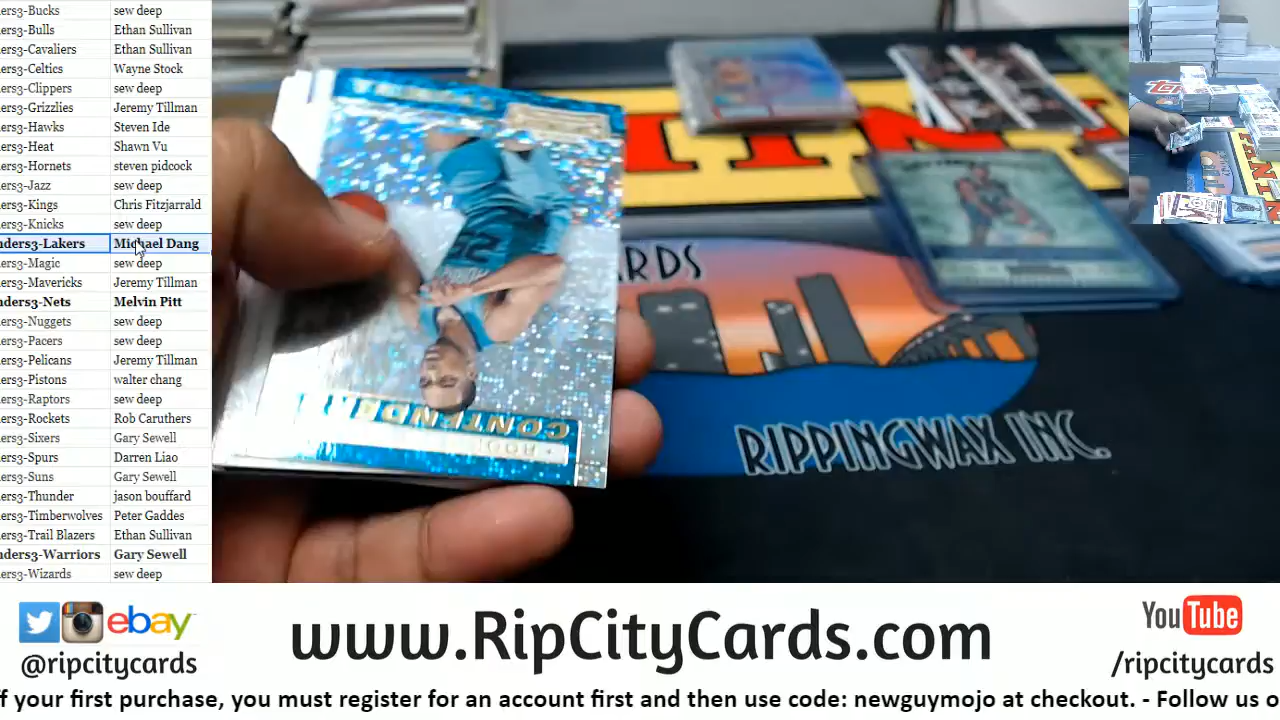 ers3-Bucks sew deep
ers3-Bulls Ethan Sullivan
ers3-Cavaliers Ethan Sullivan
ers3-Celtics Wayne Stock
ers3-Clippers sew deep
ers3-Grizzlies Jeremy Tillman
ers3-Hawks Steven Ide
ers3-Heat Shawn Vu
ers3-Hornets steven pidcock
ers3-Jazz sew deep
ers3-Kings Chris Fitzjarrald
ers3-Knicks sew deep
nders3-Lakers Michael Dang
ers3-Magic sew deep
ers3-Mavericks Jeremy Tillman
nders3-Nets Melvin Pitt
ers3-Nuggets sew deep
ers3-Pacers sew deep
ers3-Pelicans Jeremy Tillman
ers3-Pistons walter chang
ers3-Raptors sew deep
ers3-Rockets Rob Caruthers
ers3-Sixers Gary Sewell
ers3-Spurs Darren Liao
ers3-Suns Gary Sewell
ers3-Thunder jason bouffard
ers3-Timberwolves Peter Gaddes
ers3-Trail Blazers Ethan Sullivan
nders3-Warriors Gary Sewell
ers3-Wizards sew deep
CONTENDE
ININI
ARDS
RIPPINGWAX INC.
ebay
@ripcitycards
www.RipCityCards.com
YouTube
/ripcitycards
f your first purchase, you must register for an account first and then use code: newguymojo at checkout. - Follow us o